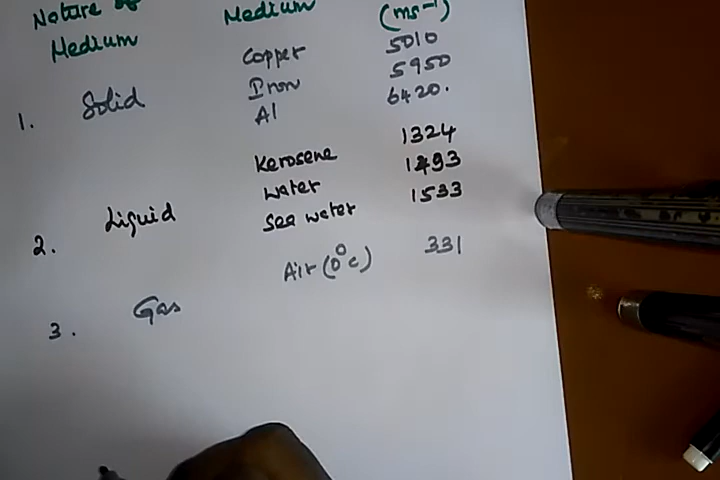 Nature of Medium (ms⁻¹)
Medium
Copper 5010
1. Solid Iron 5950
Al 6420.
Kerosene 1324
2. Liquid water 1493
sea water 1533
3. Gas Air (0°c) 331